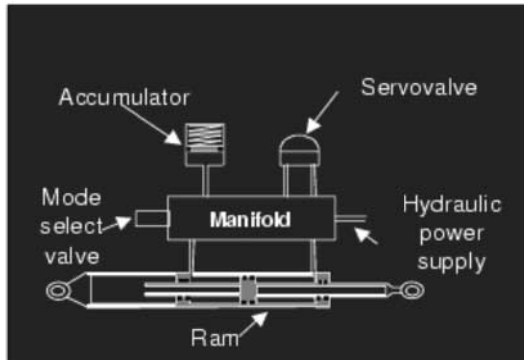 Accumulator
Servovalve
Mode
select
valve
Manifold
Hydraulic
power
supply
Ram